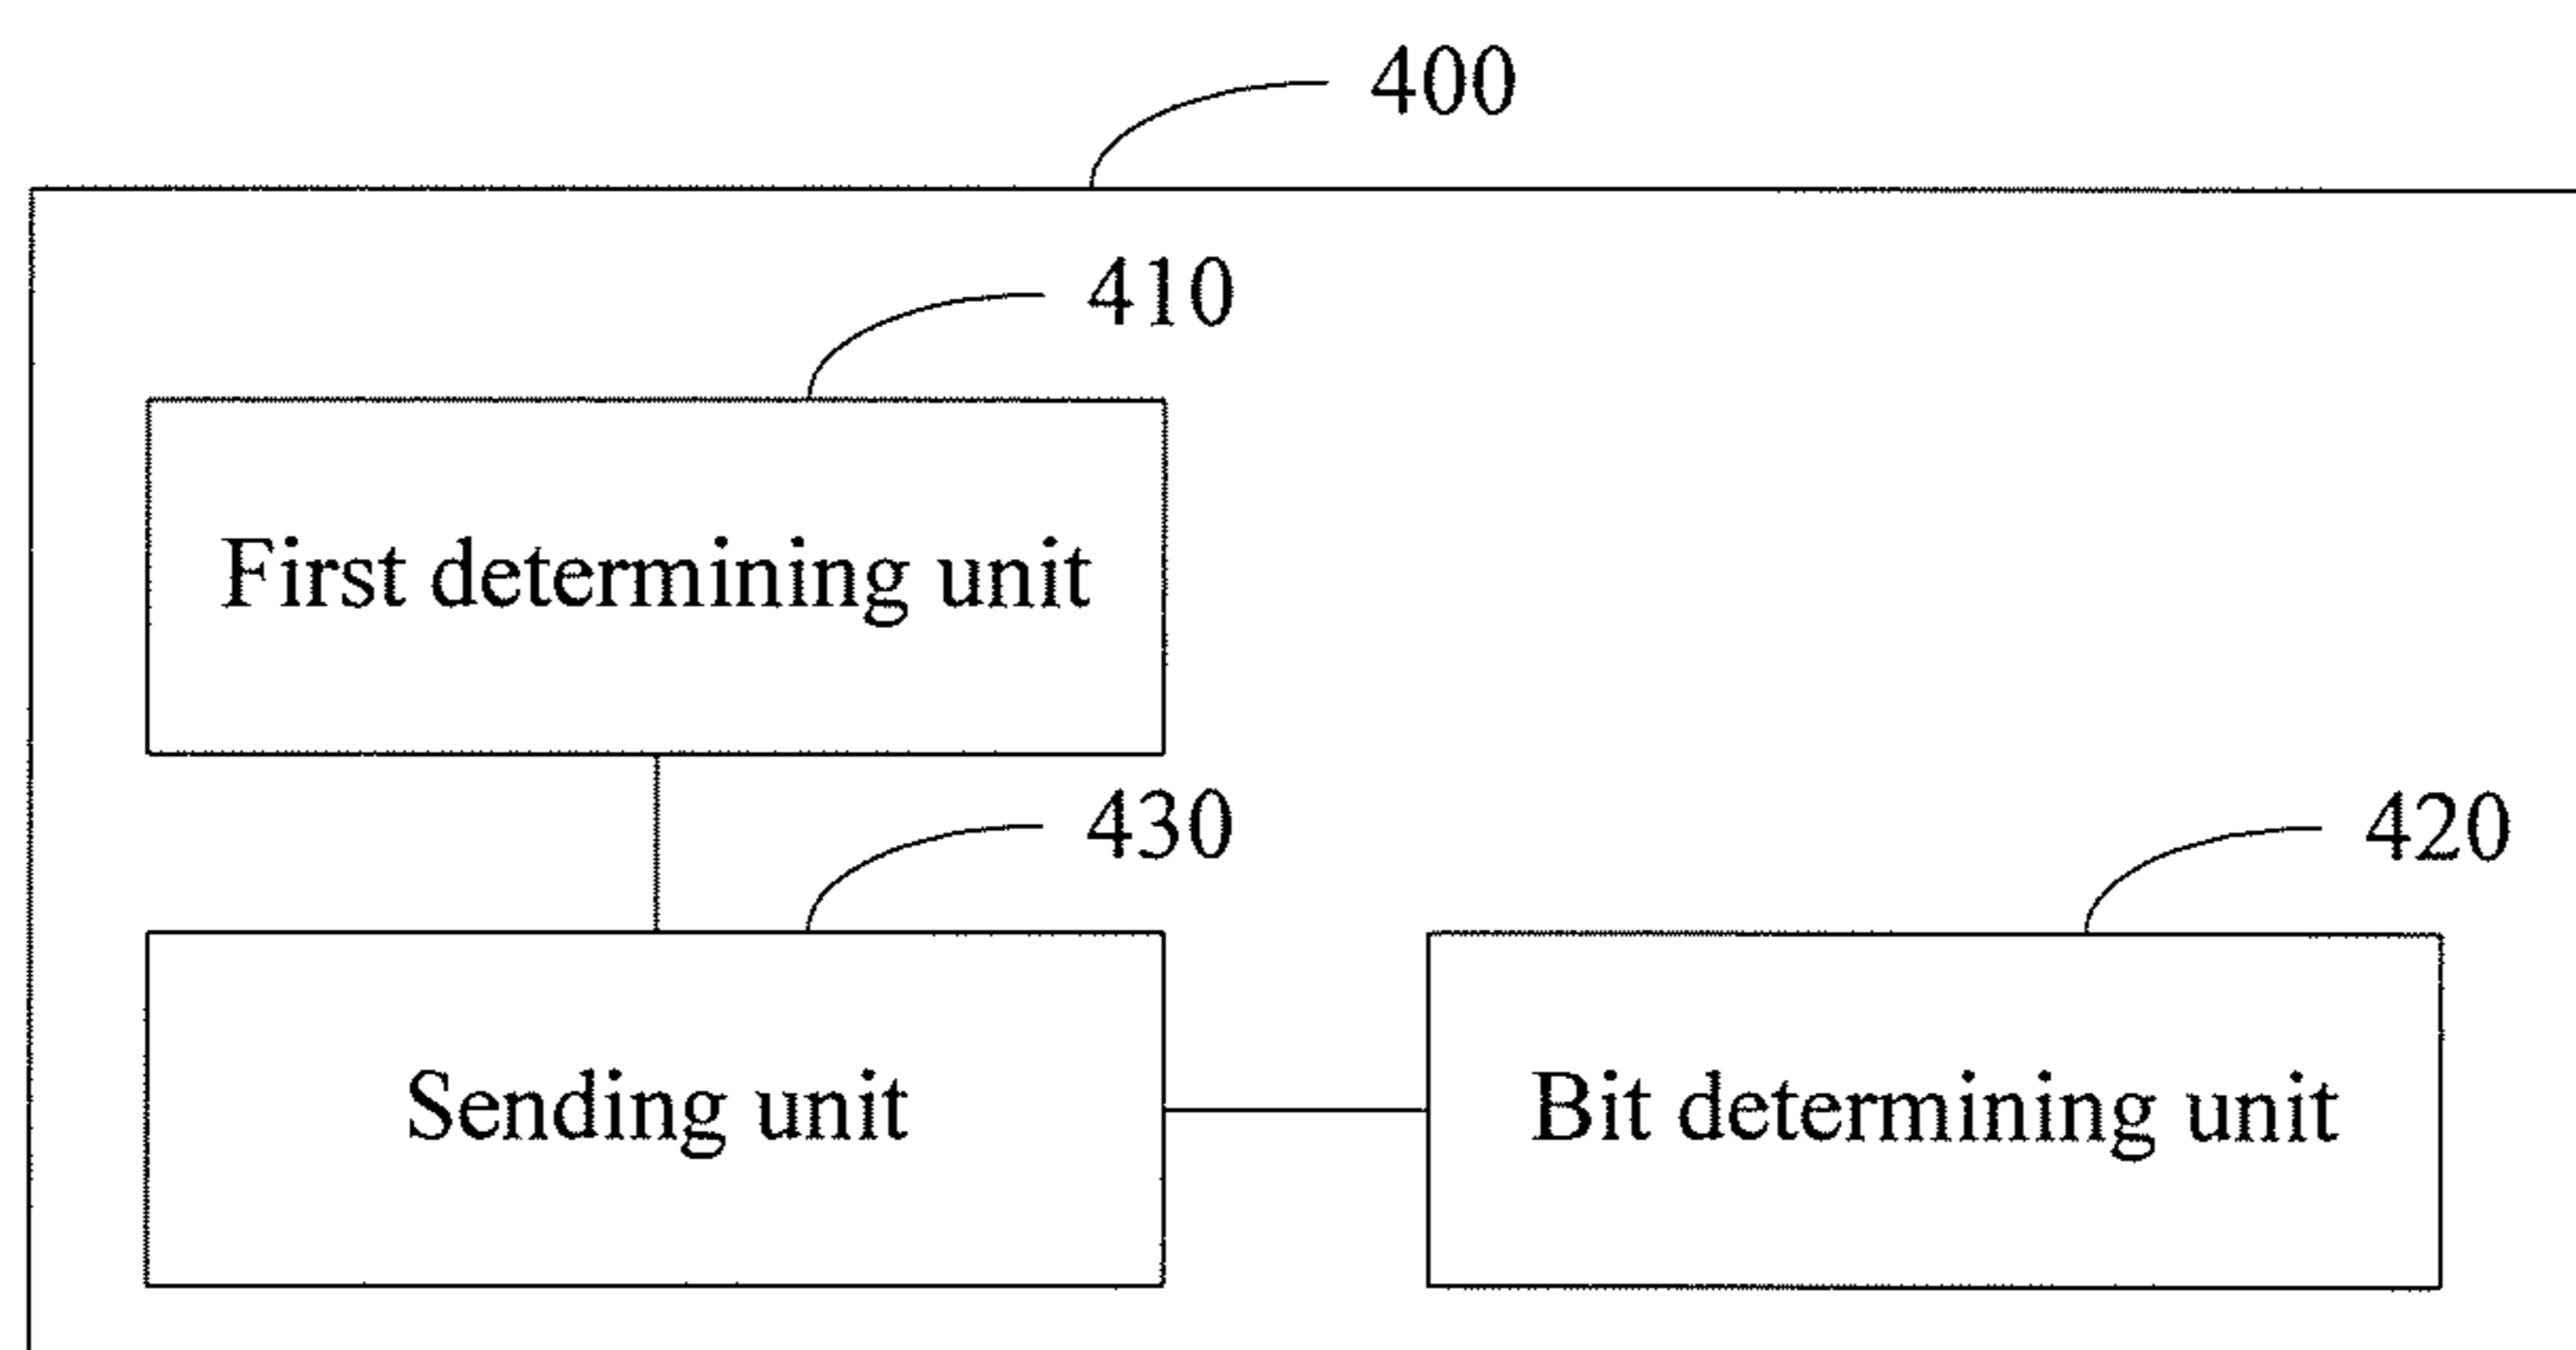 400
410
First determining unit
430
420
Sending unit
Bit determining unit